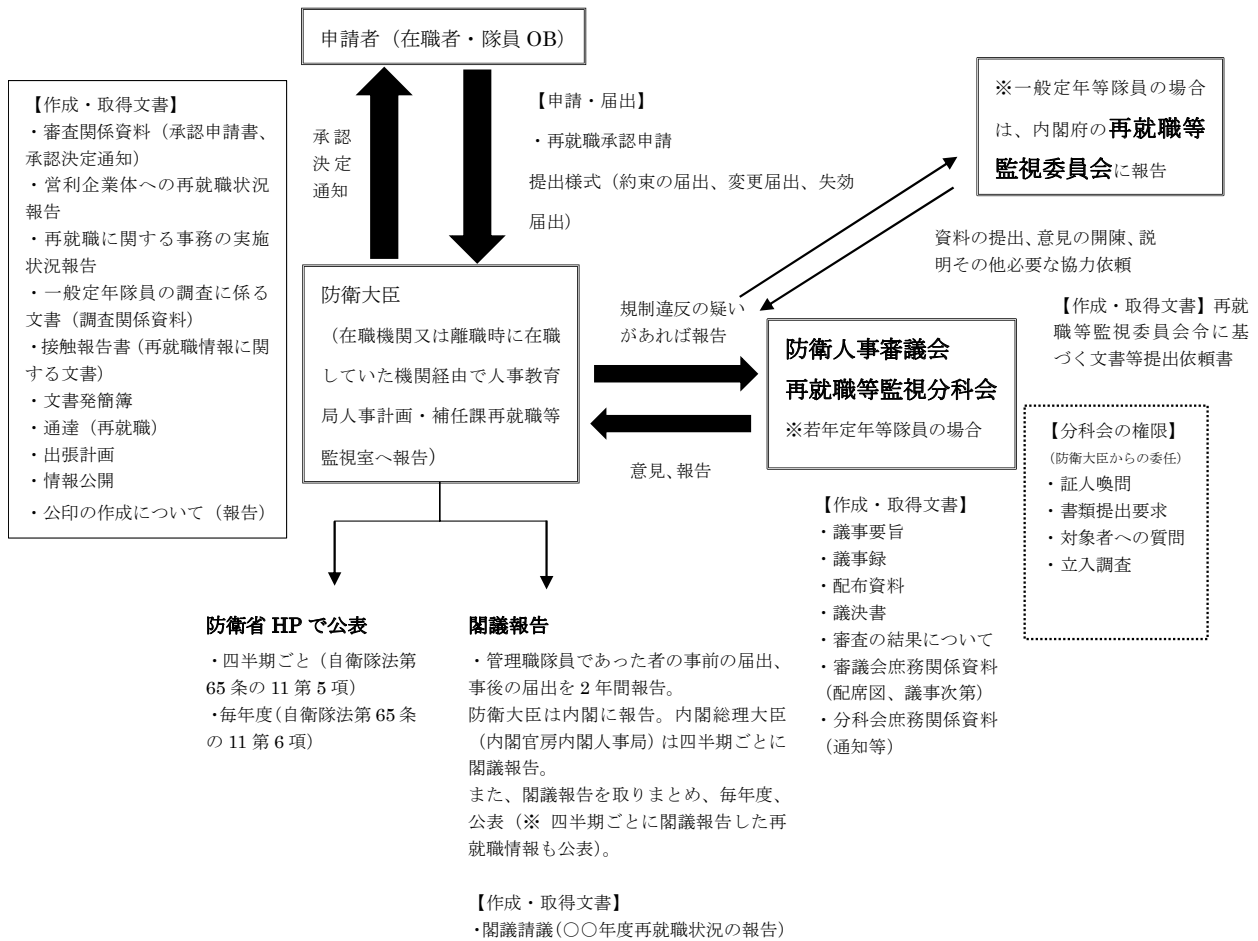 申請者（在職者・隊員 OB）
【作成・取得文書】
・審査関係資料（承認申請書、
承認決定通知）
・営利企業体への再就職状況
報告
・再就職に関する事務の実施
状況報告
・一般定年隊員の調査に係る
文書（調査関係資料）
・接触報告書（再就職情報に関
する文書）
・文書発簡簿
・通達（再就職）
・出張計画
・情報公開
・公印の作成について（報告）
承認
決定
通知
【申請・届出】
・再就職承認申請
提出様式（約束の届出、変更届出、失効
届出）
※一般定年等隊員の場合
は、内閣府の再就職等
監視委員会に報告
資料の提出、意見の開陳、説
明その他必要な協力依頼
【作成・取得文書】再就
職等監視委員会令に基
づく文書等提出依頼書
防衛大臣
（在職機関又は離職時に在職
していた機関経由で人事教育
局人事計画・補任課再就職等
監視室へ報告）
規制違反の疑い
があれば報告
意見、報告
防衛人事審議会
再就職等監視分科会
※若年定年等隊員の場合
【分科会の権限】
(防衛大臣からの委任)
・証人喚問
・書類提出要求
・対象者への質問
・立入調査
【作成・取得文書】
・議事要旨
・議事録
・配布資料
・議決書
・審査の結果について
・審議会庶務関係資料
(配席図、議事次第）
・分科会庶務関係資料
(通知等）
防衛省 HP で公表
・四半期ごと（自衛隊法第
65 条の 11 第 5 項）
・毎年度（自衛隊法第 65 条
の 11 第 6 項）
閣議報告
・管理職隊員であった者の事前の届出、
事後の届出を 2 年間報告。
防衛大臣は内閣に報告。内閣総理大臣
（内閣官房内閣人事局）は四半期ごとに
閣議報告。
また、閣議報告を取りまとめ、毎年度、
公表（※ 四半期ごとに閣議報告した再
就職情報も公表）。
【作成・取得文書】
・閣議請議（○○年度再就職状況の報告）